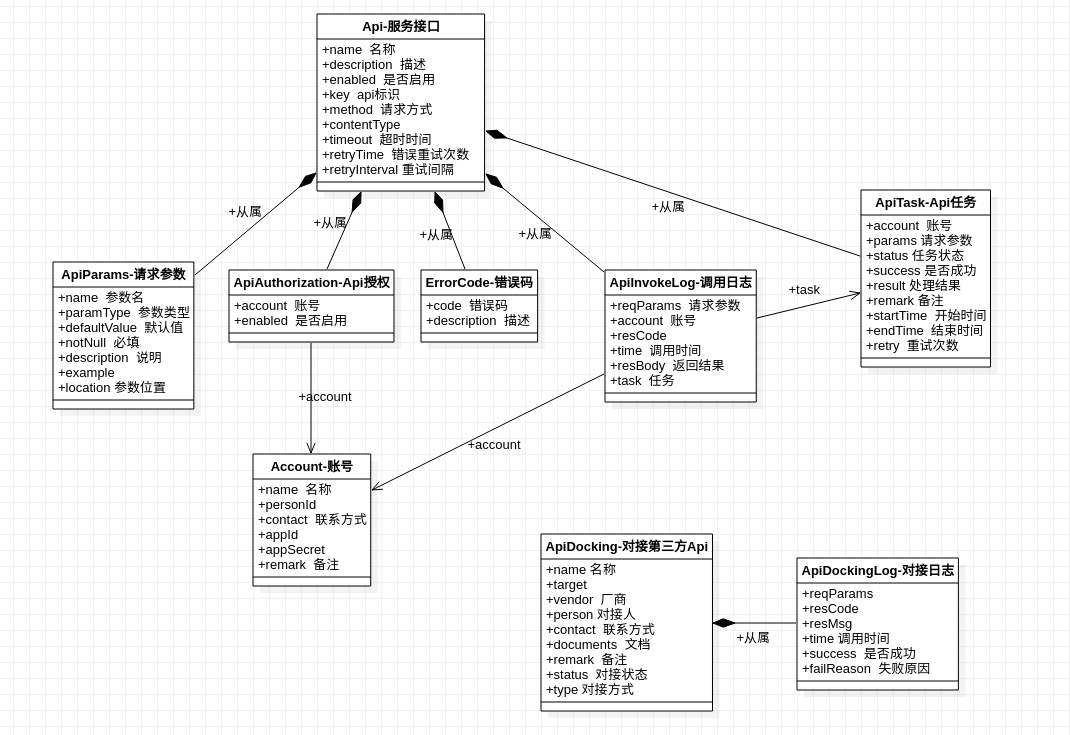 Api-服务接口
+name  名称
+description  描述
+enabled  是否启用
+key  api标识
+method  请求方式
+contentType
+timeout  超时时间
+retryTime  错误重试次数
+retryInterval 重试间隔
+从属
+从属
+从属
+从属
+从属
ApiTask-Api任务
+account  账号
+params 请求参数
+status 任务状态
+success 是否成功
+result 处理结果
+remark 备注
+startTime  开始时间
+endTime  结束时间
+retry  重试次数
ApiParams-请求参数
+name  参数名
+paramType  参数类型
+defaultValue  默认值
+notNull  必填
+description  说明
+example
+location 参数位置
ApiAuthorization-Api授权
+account  账号
+enabled  是否启用
ErrorCode-错误码
+code  错误码
+description  描述
ApiInvokeLog-调用日志
+reqParams  请求参数
+account  账号
+resCode
+time  调用时间
+resBody  返回结果
+task  任务
+task
+account
+account
Account-账号
+name  名称
+personId
+contact  联系方式
+appId
+appSecret
+remark  备注
ApiDocking-对接第三方Api
+name 名称
+target
+vendor  厂商
+person 对接人
+contact  联系方式
+documents  文档
+remark  备注
+status  对接状态
+type 对接方式
+从属
ApiDockingLog-对接日志
+reqParams
+resCode
+resMsg
+time 调用时间
+success  是否成功
+failReason  失败原因